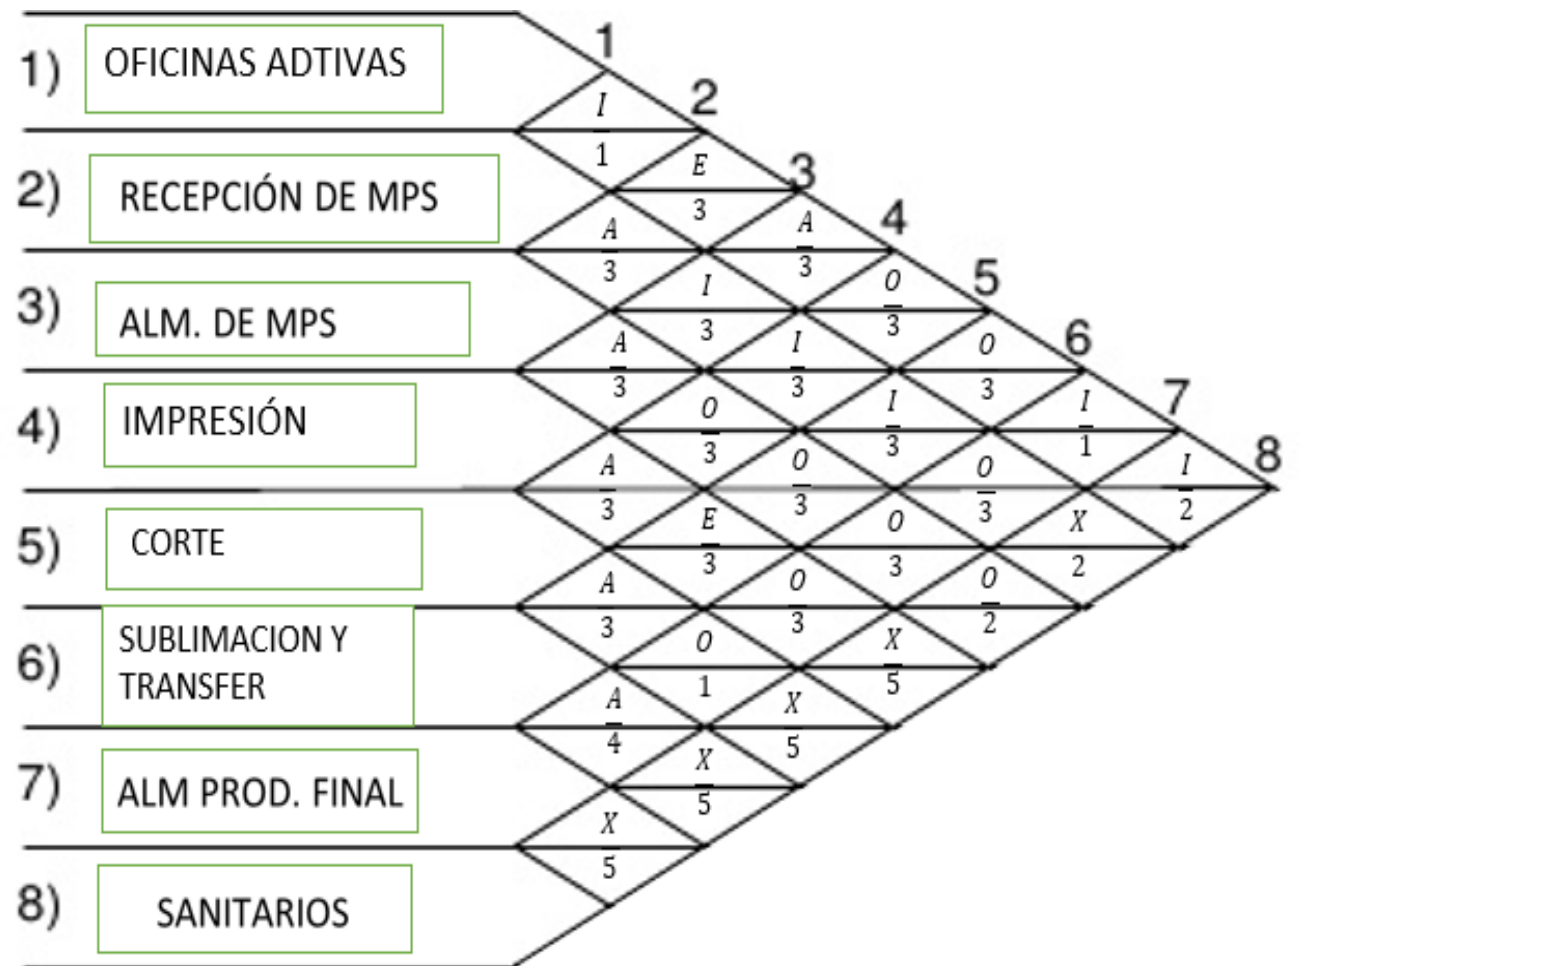 1
1) OFICINAS ADTIVAS
2
I
1
E
3
3
2) RECEPCIÓN DE MPS
A
3
A
3
4
O
3
5
3) ALM. DE MPS
I
3
A
3
I
3
O
3
6
4) IMPRESIÓN
O
3
I
3
I
1
7
A
3
O
3
O
3
I
2
8
5) CORTE
E
3
O
3
X
2
A
3
O
3
O
2
6) SUBLIMACION Y
TRANSFER
O
1
X
5
A
4
X
5
7) ALM PROD. FINAL
X
5
X
5
8) SANITARIOS